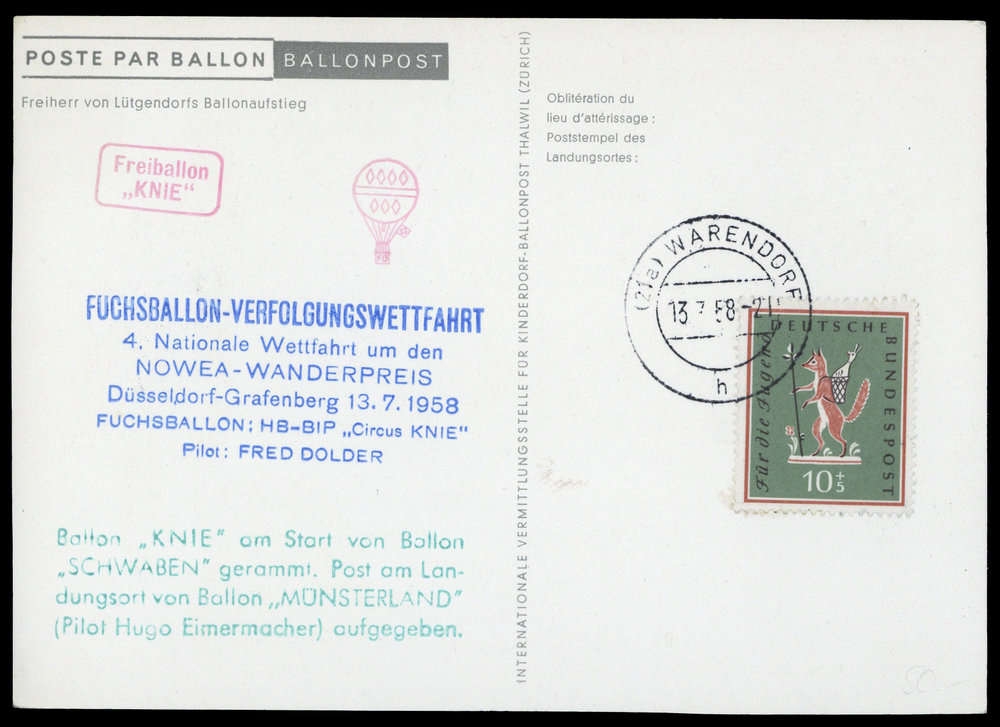 POSTE PAR BALLON BALLONPOST
Freiherr von Lütgendorfs Ballonaufstieg
Freiballon
„KNIE“
FUCHSBALLON-VERFOLGUNGSWETTFAHRT
4. Nationale Wettfahrt um den
NOWEA-WANDERPREIS
Düsseldorf-Grafenberg 13.7.1958
FUCHSBALLON: HB-BIP „Circus KNIE“
Pilot: FRED DOLDER
Ballon „KNIE“ am Start von Ballon
„SCHWABEN“ gerammt. Post am Lan-
dungsort von Ballon „MÜNSTERLAND“
(Pilot Hugo Eimermacher) aufgegeben.
INTERNATIONALE VERMITTLUNGSSTELLE FÜR KINDERDORF-BALLONPOST THALWIL (ZÜRICH)
Oblitération du
lieu d'attérissage :
Poststempel des
Landungsortes :
(21a) WARENDORF
13.7.58-21
h
DEUTSCHE
BUNDESPOST
Für die Jugend
10+5
50.-